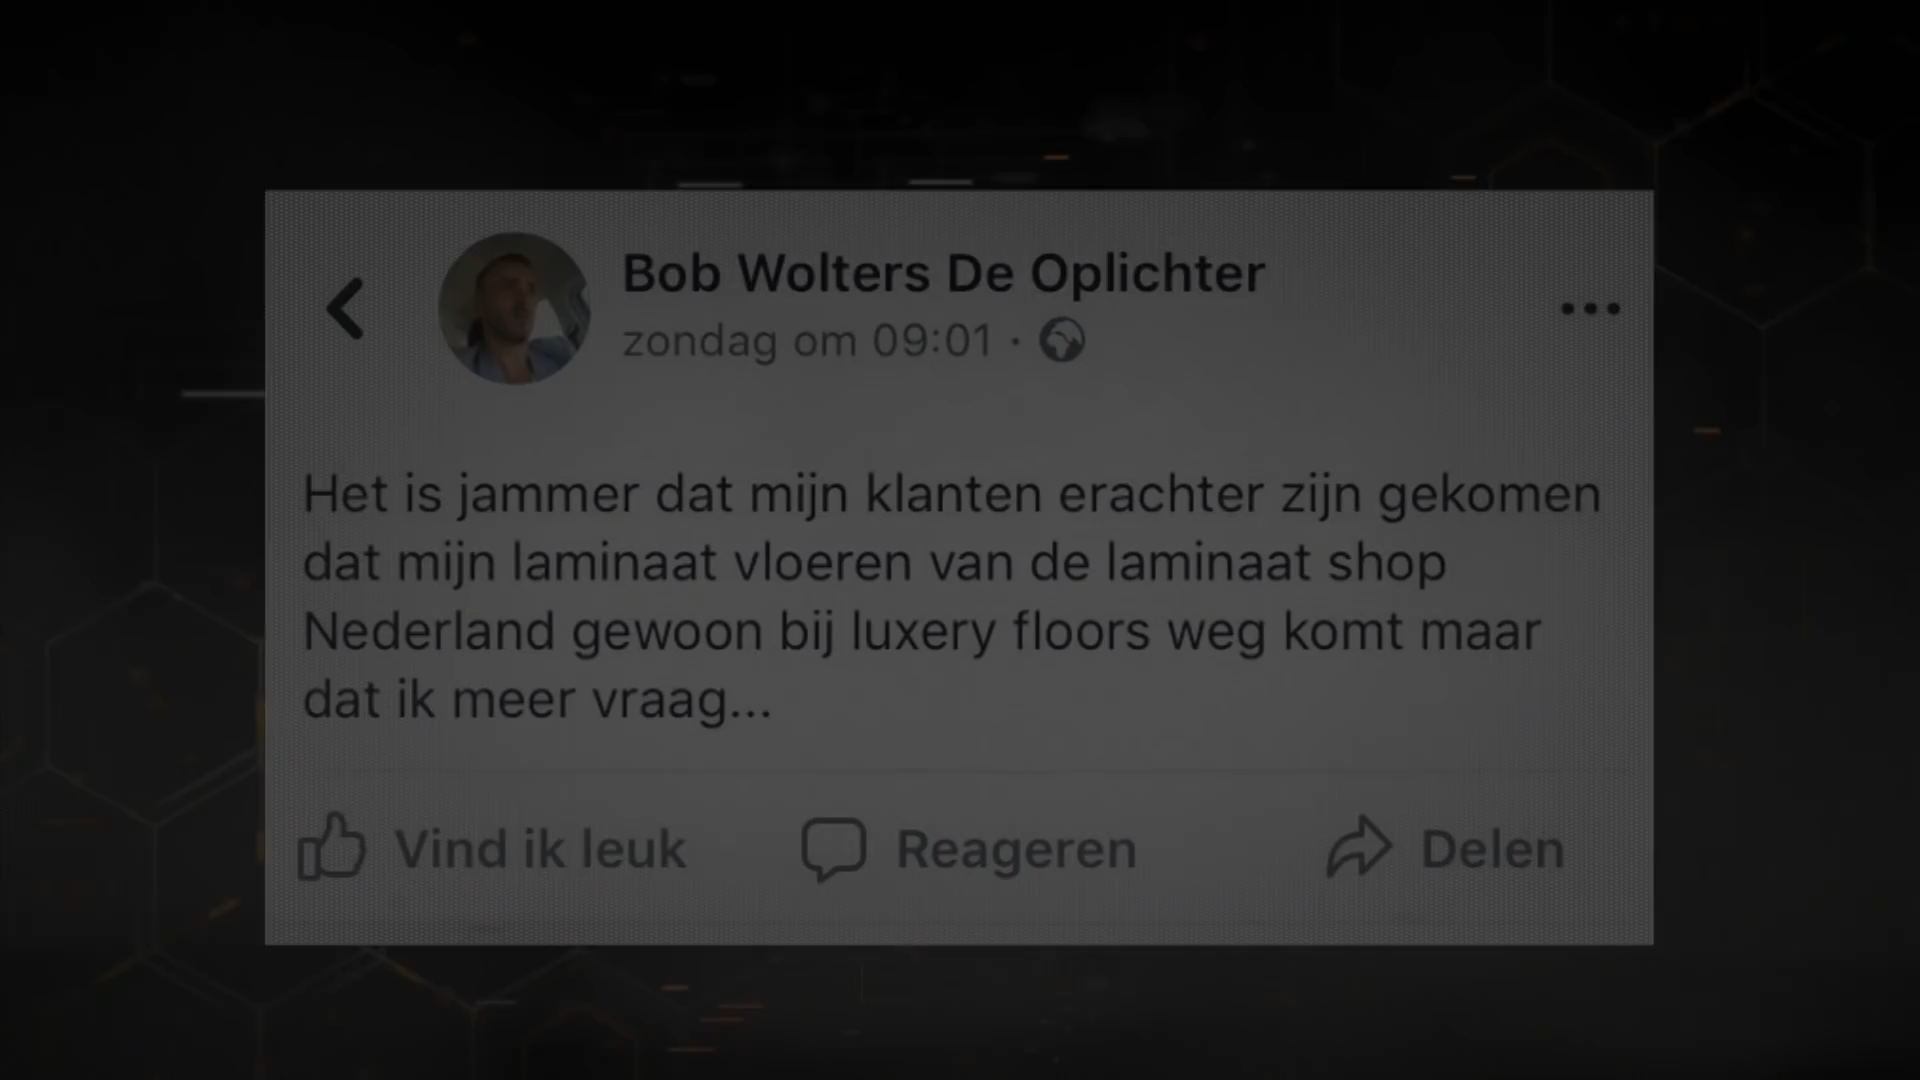 Bob Wolters De Oplichter
zondag om 09:01 ·
Het is jammer dat mijn klanten erachter zijn gekomen
dat mijn laminaat vloeren van de laminaat shop
Nederland gewoon bij luxery floors weg komt maar
dat ik meer vraag...
Vind ik leuk
Reageren
Delen